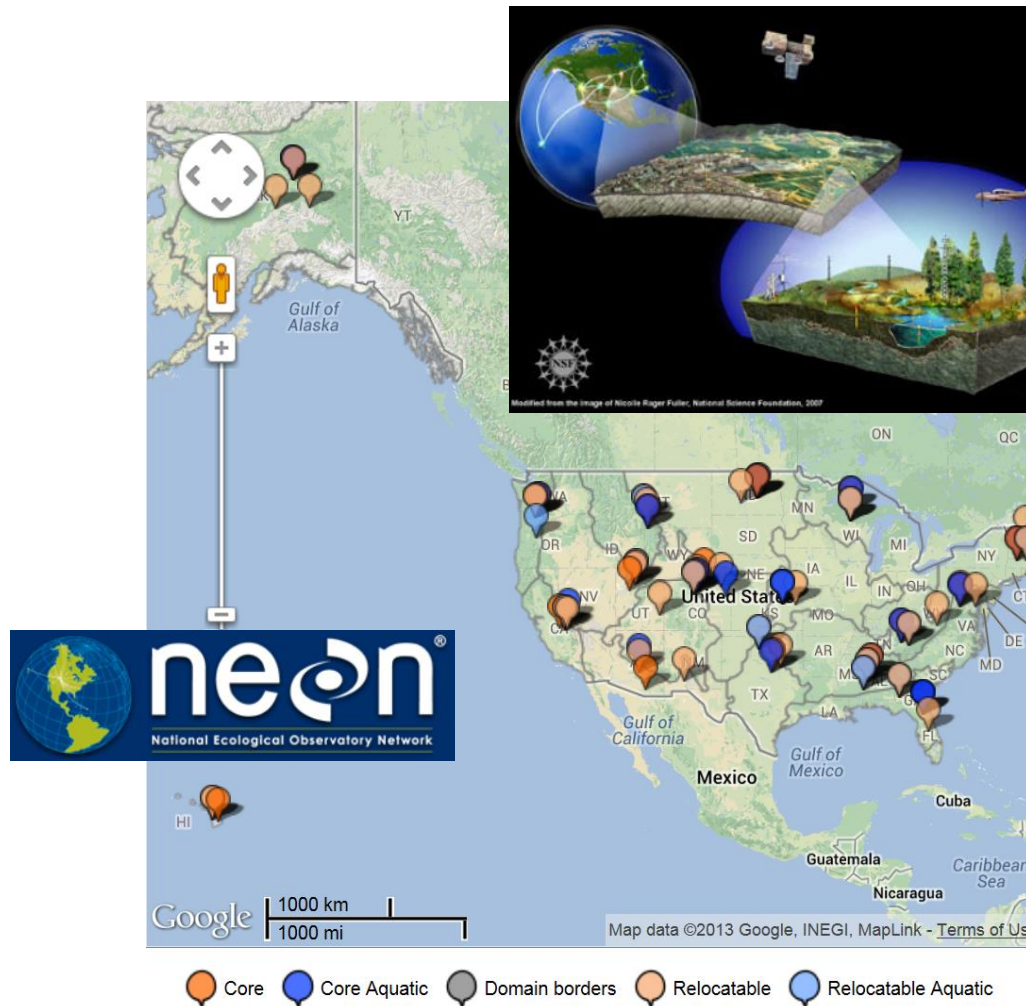 NSF
Modified from the image of Nicolle Rager Fuller, National Science Foundation, 2007
YT
Gulf of
Alaska
ON
QC
WA
MN
OR
ID
SD
WI
MI
NY
WY
IA
NE
United States
IL
IN
OH
CT
NV
UT
CO
KS
MO
VA
DE
CA
MD
AR
NC
SC
TX
LA
FL
Gulf of
California
Gulf of
Mexico
Mexico
Cuba
neon®
National Ecological Observatory Network
HI
Guatemala
Caribbean
Sea
Nicaragua
Google
1000 km
1000 mi
Map data ©2013 Google, INEGI, MapLink - Terms of Us
Core Core Aquatic Domain borders Relocatable Relocatable Aquatic